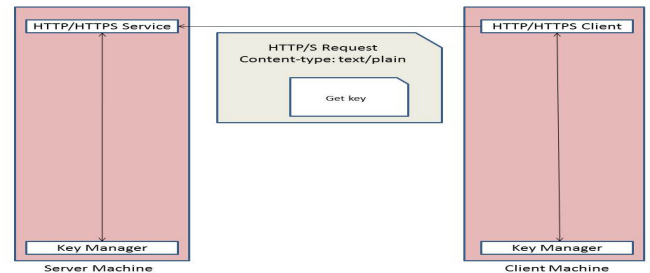 HTTP/HTTPS Service
HTTP/HTTPS Client
HTTP/S Request
Content-type: text/plain
Get key
Key Manager
Key Manager
Server Machine
Client Machine